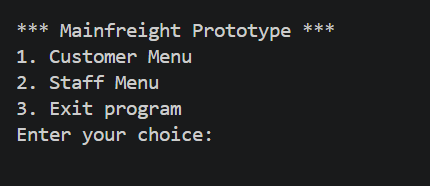 *** Mainfreight Prototype ***
1. Customer Menu
2. Staff Menu
3. Exit program
Enter your choice: